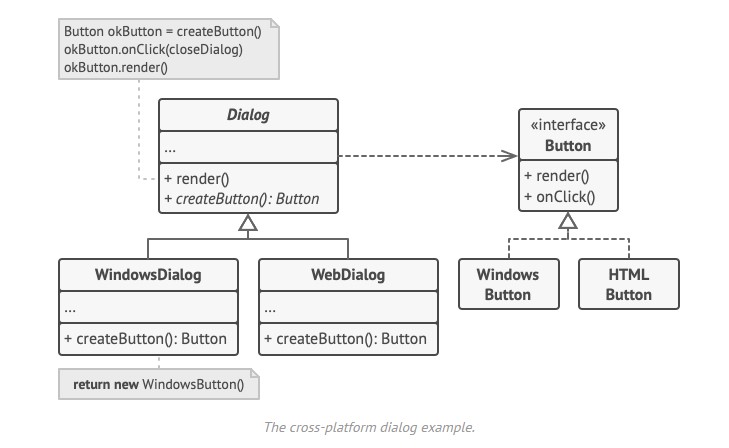 Button okButton = createButton()
okButton.onClick(closeDialog)
okButton.render()
Dialog
...
+ render()
+ createButton(): Button
«interface»
Button
+ render()
+ onClick()
WindowsDialog
...
+ createButton(): Button
WebDialog
...
+ createButton(): Button
Windows
Button
HTML
Button
return new WindowsButton()
The cross-platform dialog example.